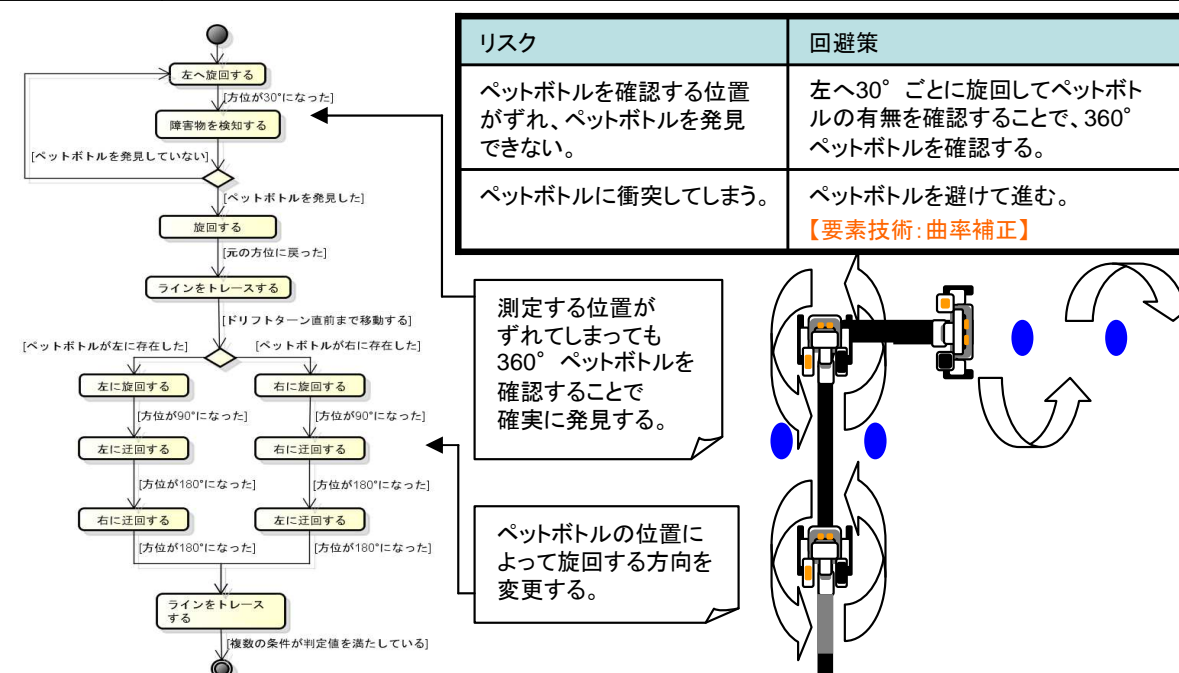 リスク
回避策
ペットボトルを確認する位置
がずれ、ペットボトルを発見
できない。
左へ30°ごとに旋回してペットボト
ルの有無を確認することで、360°
ペットボトルを確認する。
ペットボトルに衝突してしまう。
ペットボトルを避けて進む。
【要素技術:曲率補正】
左へ旋回する
[方位が30°になった]
障害物を検知する
[ペットボトルを発見していない]
[ペットボトルを発見した]
旋回する
[元の方位に戻った]
ラインをトレースする
[ドリフトターン直前まで移動する]
[ペットボトルが左に存在した]
[ペットボトルが右に存在した]
左に旋回する
右に旋回する
[方位が90°になった]
[方位が90°になった]
左に迂回する
右に迂回する
[方位が180°になった]
[方位が180°になった]
右に迂回する
左に迂回する
[方位が180°になった]
[方位が180°になった]
ラインをトレース
する
[複数の条件が判定値を満たしている]
測定する位置が
ずれてしまっても
360°ペットボトルを
確認することで
確実に発見する。
ペットボトルの位置に
よって旋回する方向を
変更する。